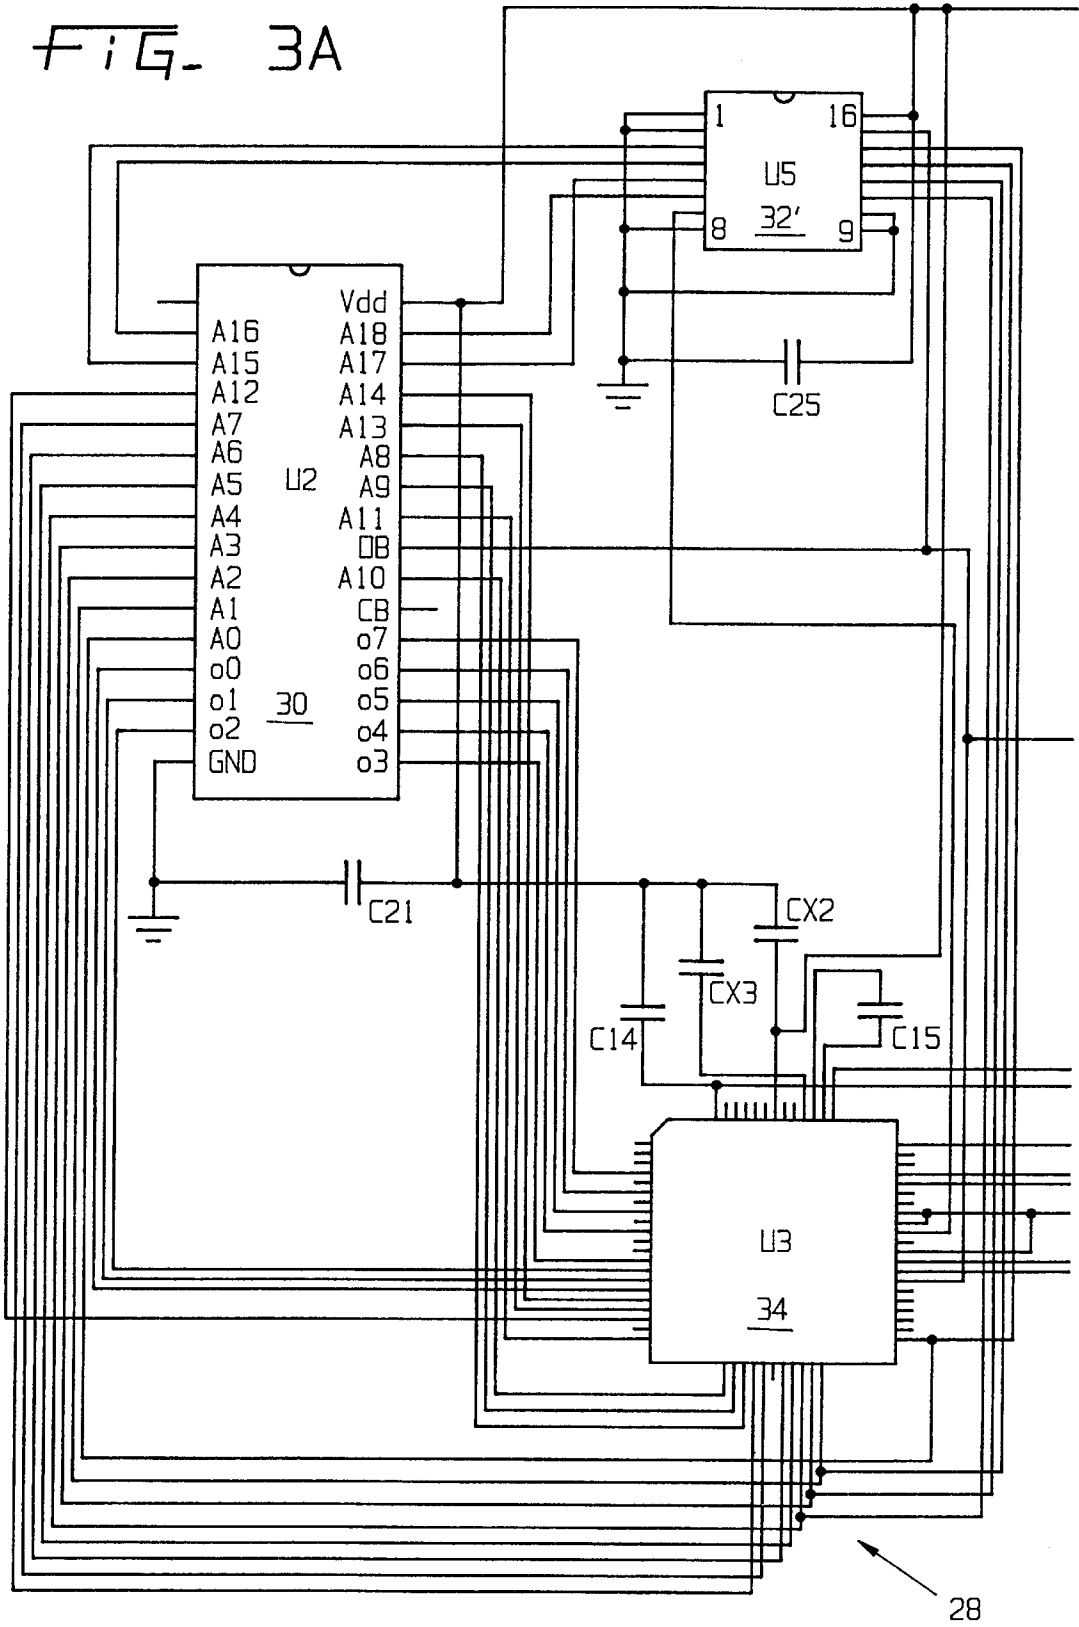 FiG- 3A
1 16
U5
32'
8 9
Vdd
A16 A18
A15 A17
A12 A14
A7 A13
A6 A8
U2
A5 A9
A4 A11
A3 OB
A2 A10
A1 CB
A0 o7
o0 o6
o1 30 o5
o2 o4
GND o3
C25
C21
CX2
CX3
C14
C15
U3
34
28